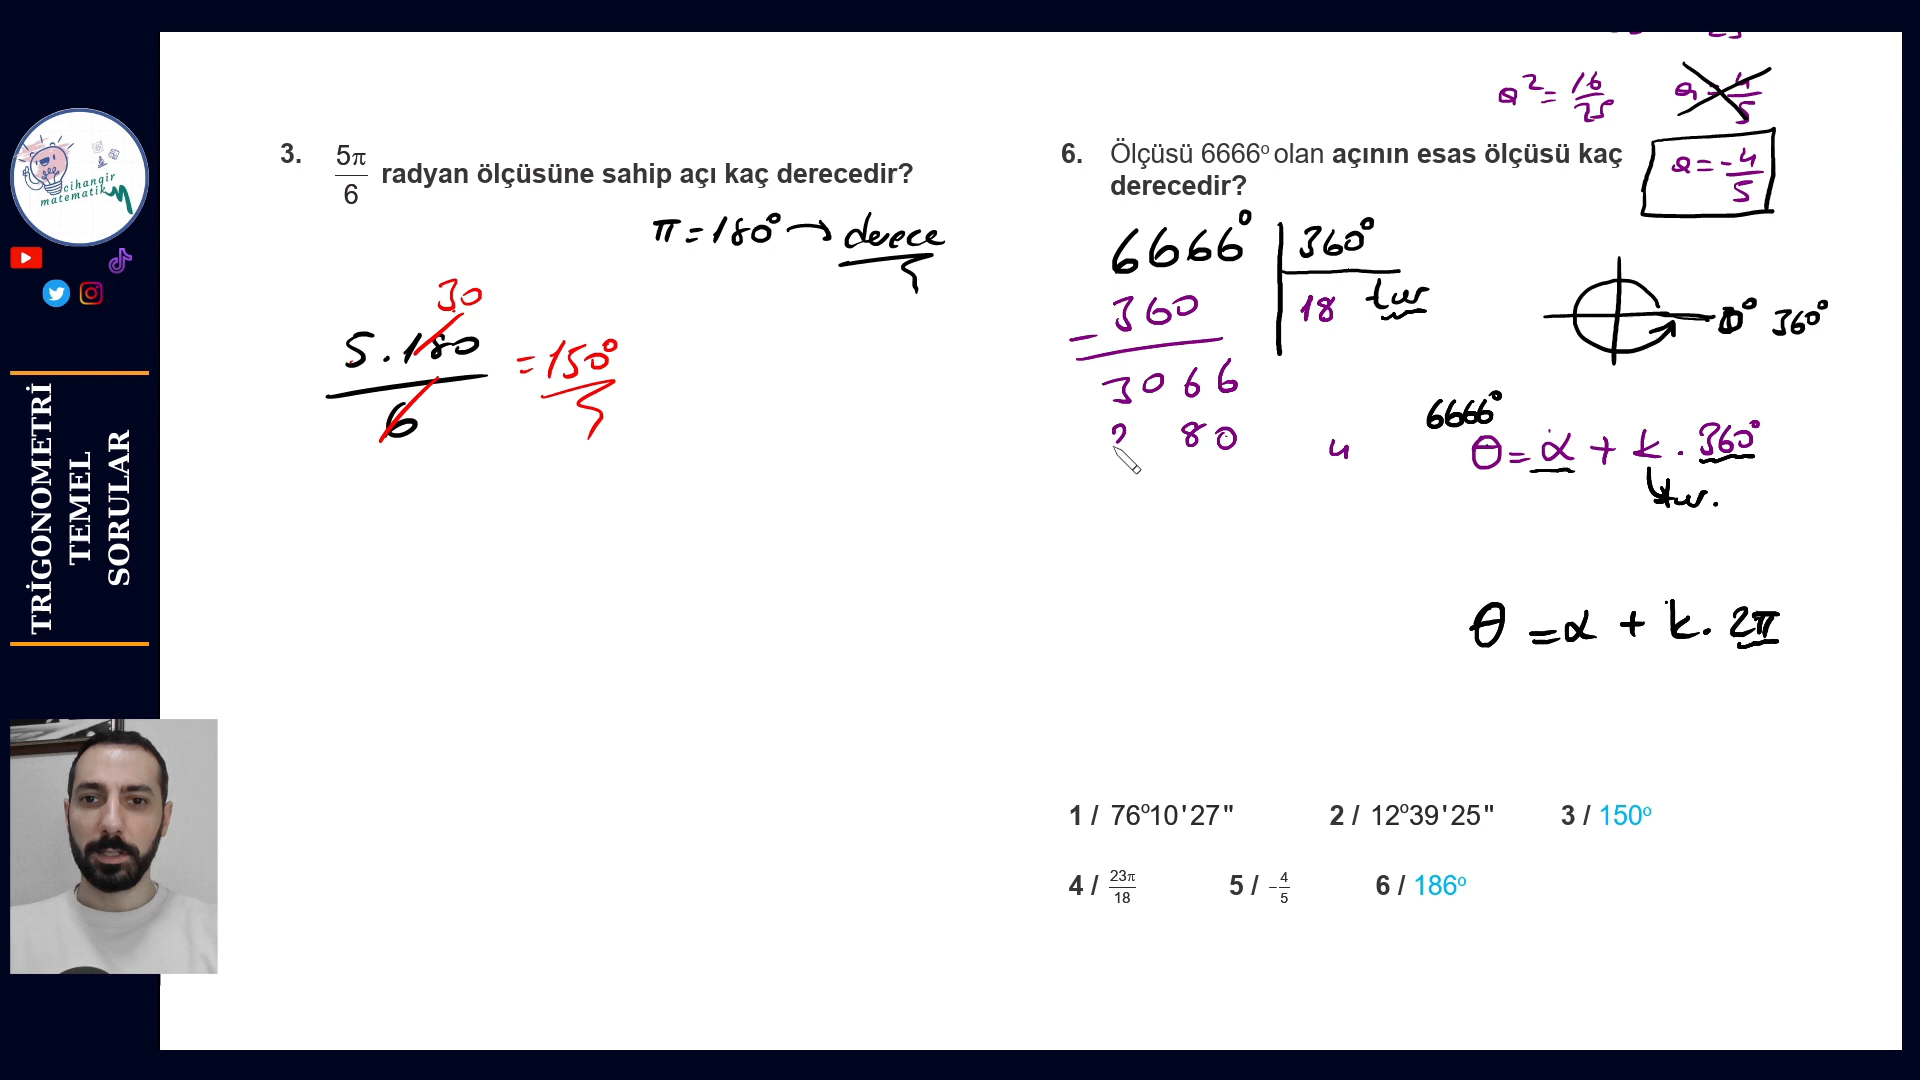 cihangir
matematik
TRİGONOMETRİ
TEMEL
SORULAR
3. 5π/6 radyan ölçüsüne sahip açı kaç derecedir?
π = 180° → derece
30
5 . 180
6
= 150°
a² = 16/25
a = 4/5
a = -4/5
6. Ölçüsü 6666° olan açının esas ölçüsü kaç
derecedir?
6666° 360°
- 360 18 tur
3066
80
0° 360°
6666°
θ = α + k . 360°
tur.
θ = α + k . 2π
1 / 76°10'27" 2 / 12°39'25" 3 / 150°
4 / 23π/18 5 / -4/5 6 / 186°